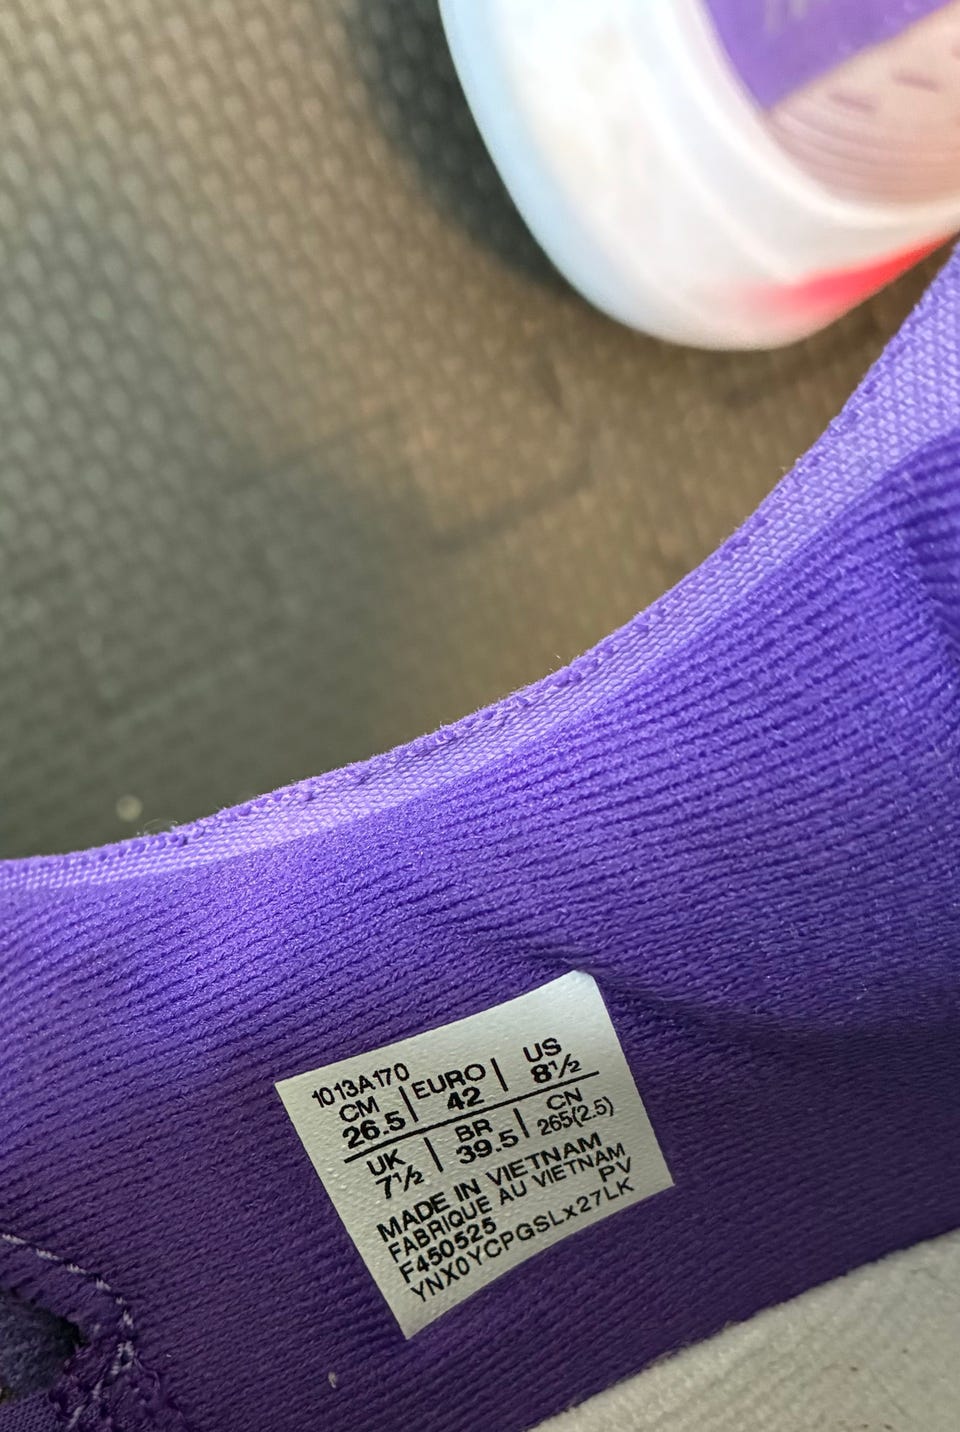 1013A170
CM | EURO | US
26.5 | 42 | 8½
UK | BR | CN
7½ | 39.5 | 265(2.5)
MADE IN VIETNAM
FABRIQUE AU VIETNAM
F450525 PV
YNX0YCPGSLx27LK